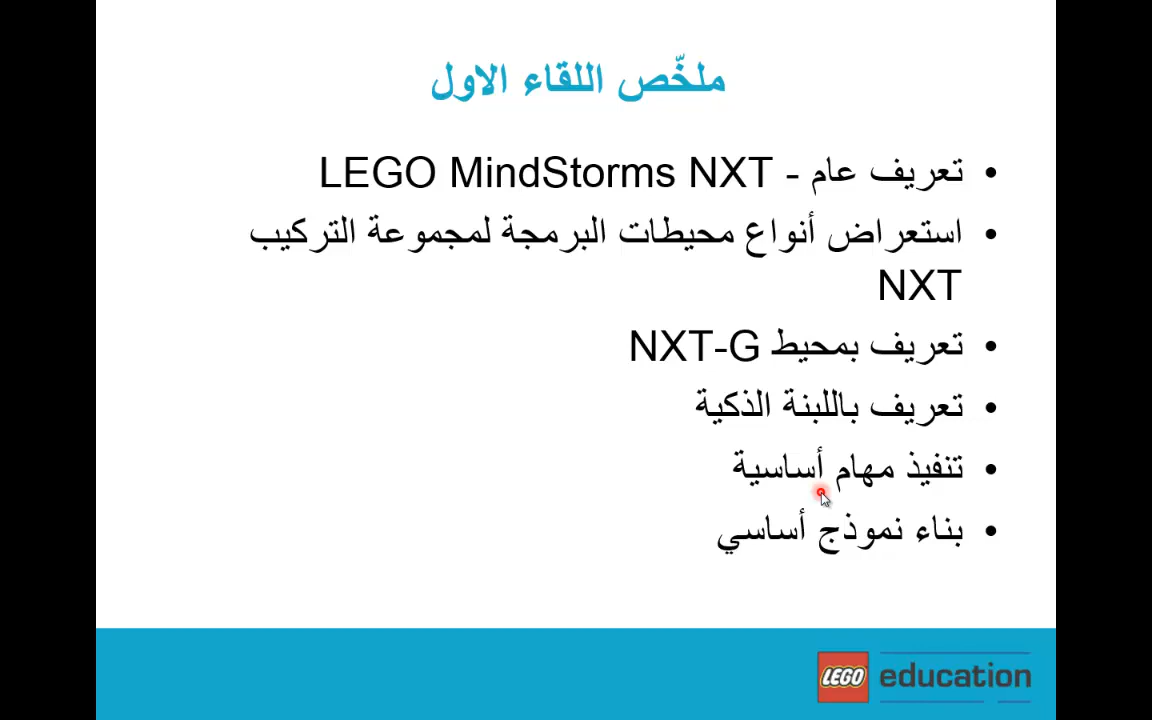 ملخّص اللقاء الاول
• تعريف عام - LEGO MindStorms NXT
• استعراض أنواع محيطات البرمجة لمجموعة التركيب
NXT
• تعريف بمحيط NXT-G
• تعريف باللبنة الذكية
• تنفيذ مهام أساسية
• بناء نموذج أساسي
LEGO education